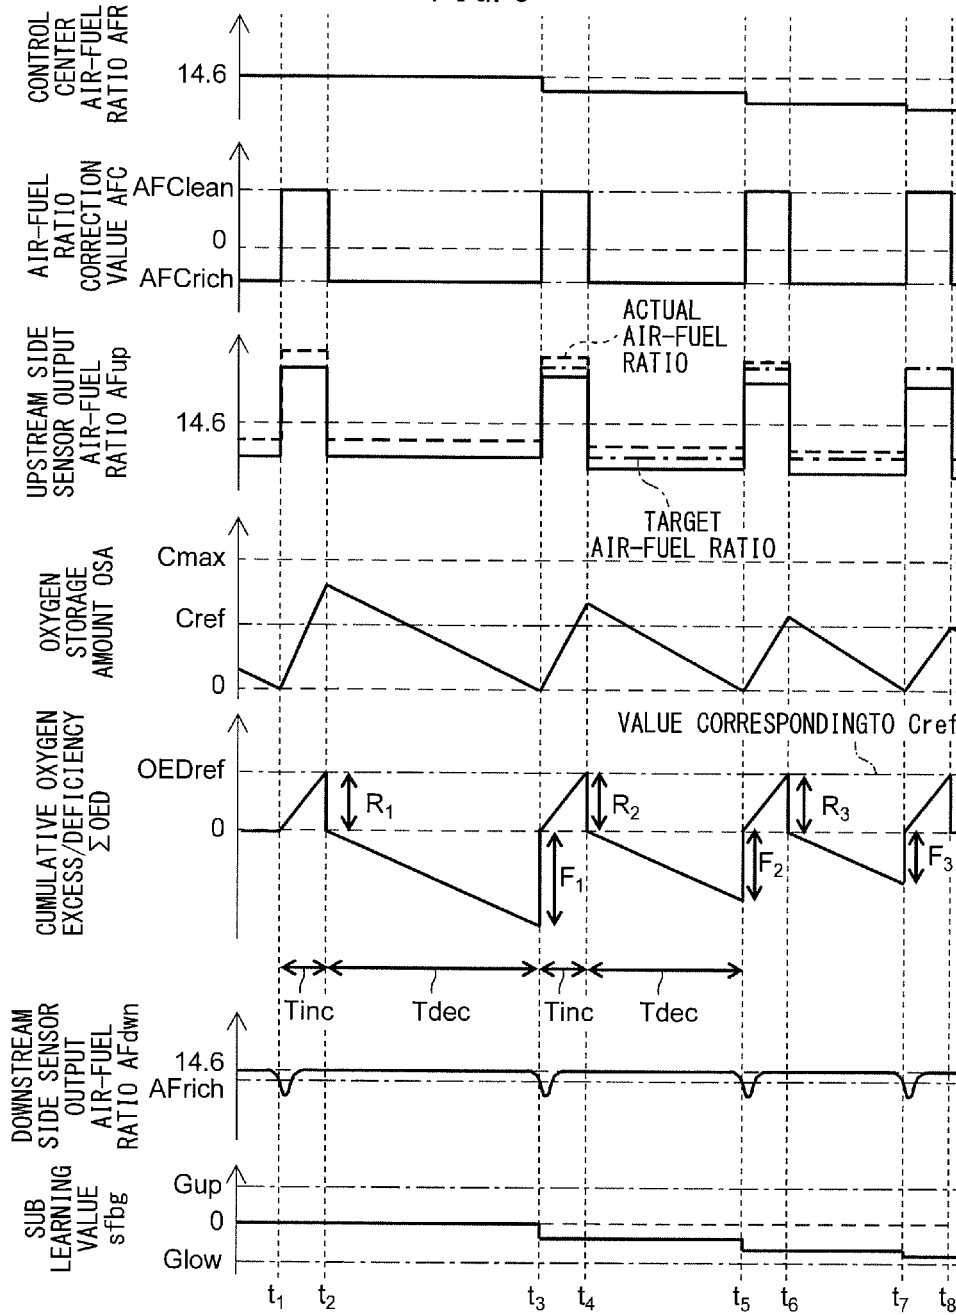 CONTROL
CENTER
AIR-FUEL
RATIO AFR
14.6
AIR-FUEL
RATIO
CORRECTION
VALUE AFC
AFClean
0
AFCrich
UPSTREAM SIDE
SENSOR OUTPUT
AIR-FUEL
RATIO AFup
14.6
ACTUAL
AIR-FUEL
RATIO
TARGET
AIR-FUEL RATIO
OXYGEN
STORAGE
AMOUNT OSA
Cmax
Cref
0
CUMULATIVE OXYGEN
EXCESS/DEFICIENCY
ΣOED
VALUE CORRESPONDINGTO Cref
OEDref
0
R1
R2
R3
F1
F2
F3
Tinc
Tdec
Tinc
Tdec
DOWNSTREAM
SIDE SENSOR
OUTPUT
AIR-FUEL
RATIO AFdwn
14.6
AFrich
SUB
LEARNING
VALUE
sfbg
Gup
0
Glow
t1 t2 t3 t4 t5 t6 t7 t8